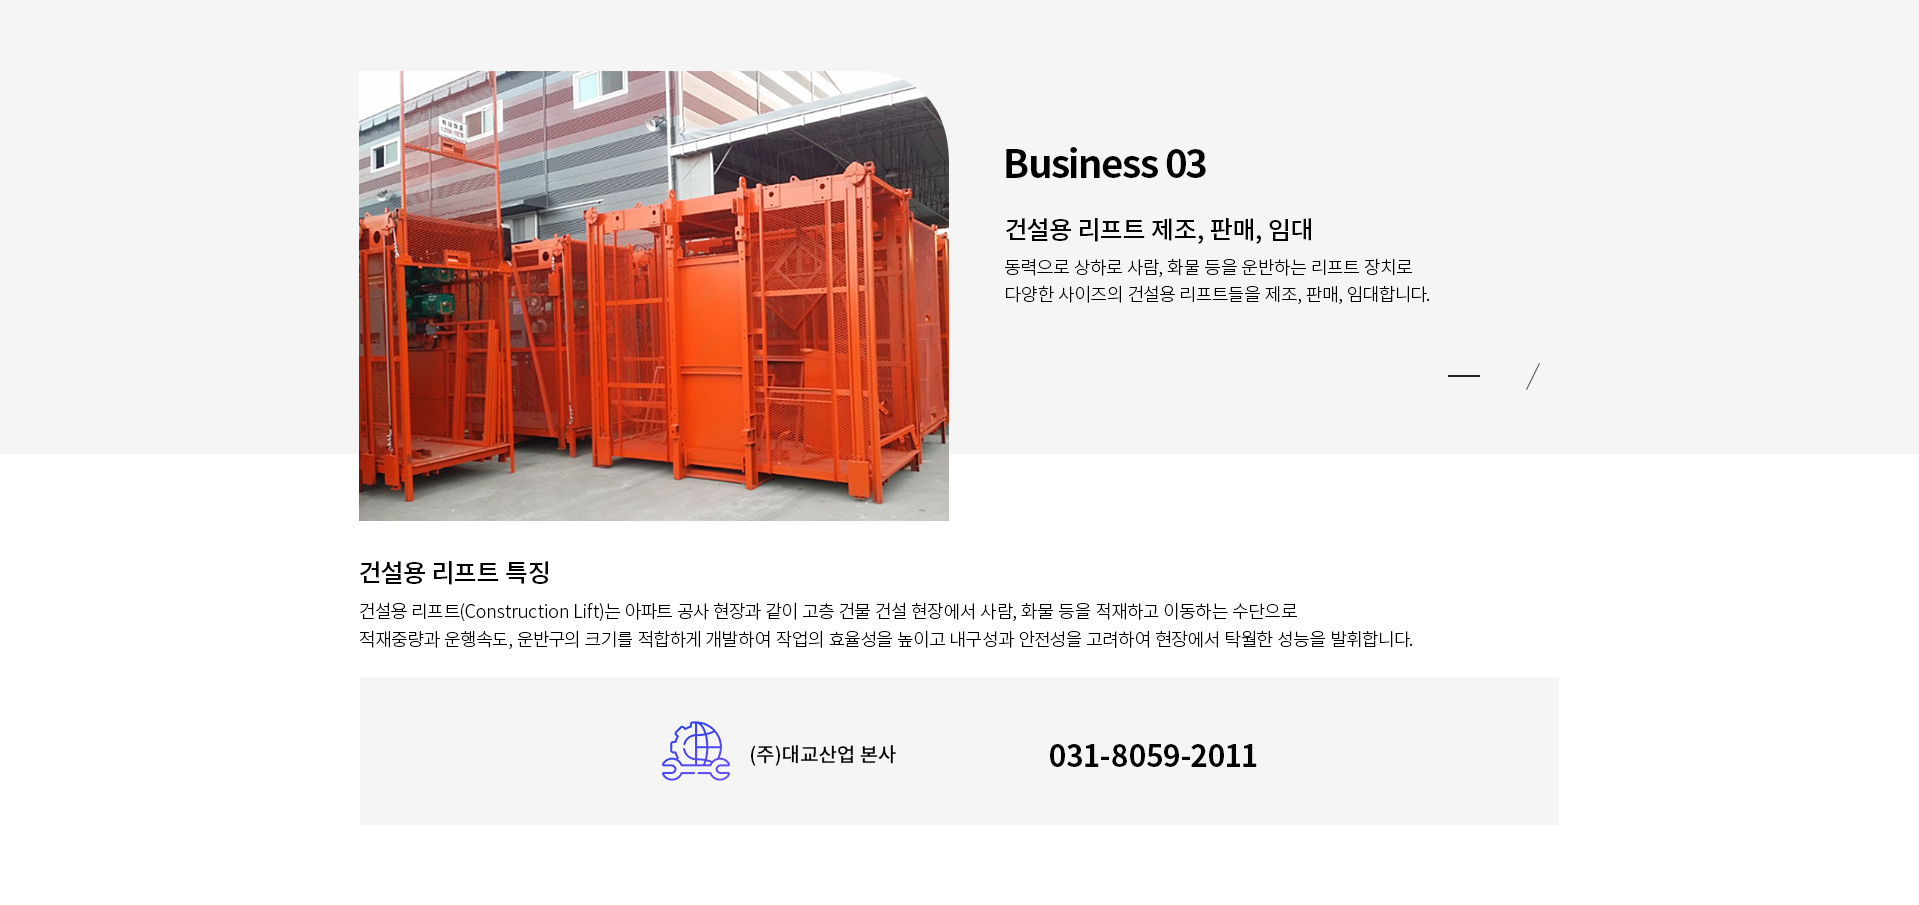 Business 03
건설용 리프트 제조, 판매, 임대
동력으로 상하로 사람, 화물 등을 운반하는 리프트 장치로
다양한 사이즈의 건설용 리프트들을 제조, 판매, 임대합니다.
건설용 리프트 특징
건설용 리프트(Construction Lift)는 아파트 공사 현장과 같이 고층 건물 건설 현장에서 사람, 화물 등을 적재하고 이동하는 수단으로
적재중량과 운행속도, 운반구의 크기를 적합하게 개발하여 작업의 효율성을 높이고 내구성과 안전성을 고려하여 현장에서 탁월한 성능을 발휘합니다.
(주)대교산업 본사
031-8059-2011